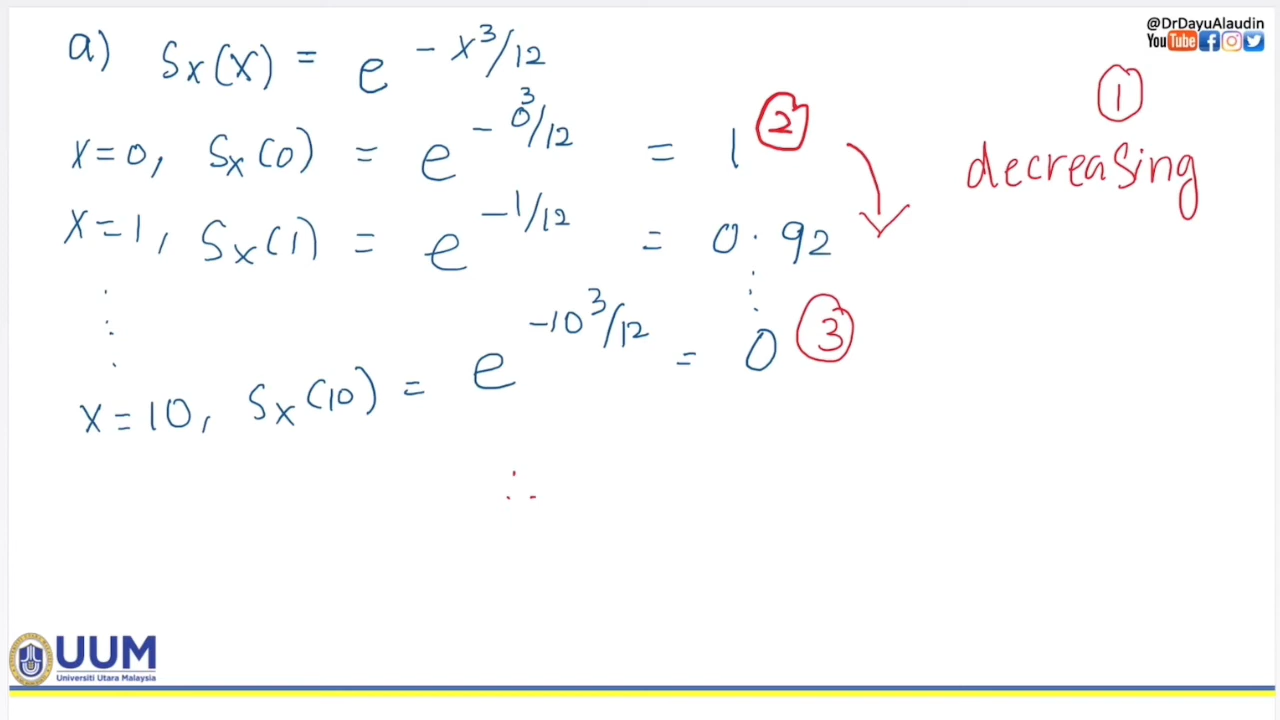 @DrDayuAlaudin
YouTube
a) Sx(x) = e^(-x³/12)
①
x=0, Sx(0) = e^(-0³/12) = 1 ②
decreasing
x=1, Sx(1) = e^(-1/12) = 0.92
⋮ ⋮
x=10, Sx(10) = e^(-10³/12) = 0 ③
∴
UUM
Universiti Utara Malaysia